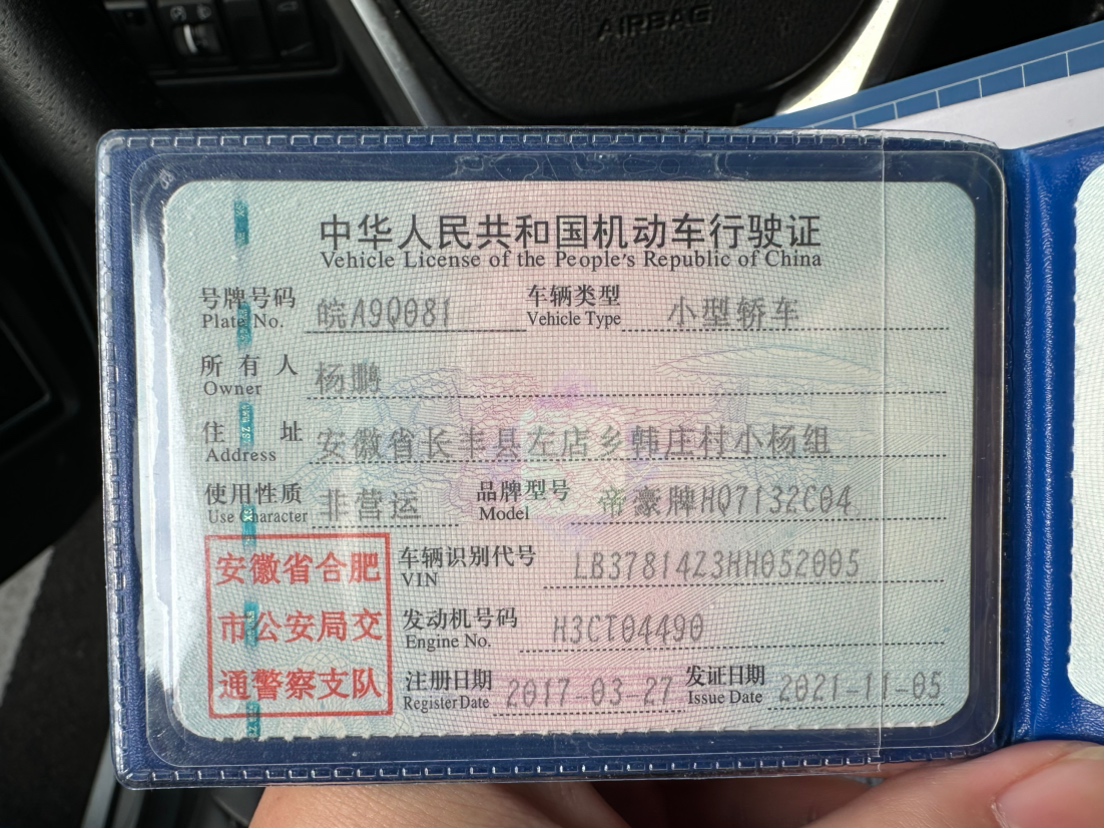 AIRBAG
中华人民共和国机动车行驶证
Vehicle License of the People's Republic of China
号牌号码 Plate No. 皖A9Q081 车辆类型 Vehicle Type 小型轿车
所有人 Owner 杨鹏
住址 Address 安徽省长丰县左店乡韩庄村小杨组
使用性质 Use Character 非营运 品牌型号 Model 帝豪牌HQ7132C04
安徽省合肥
市公安局交
通警察支队
车辆识别代号 VIN LB37814Z3HH052005
发动机号码 Engine No. H3CT04490
注册日期 Register Date 2017-03-27 发证日期 Issue Date 2021-11-05